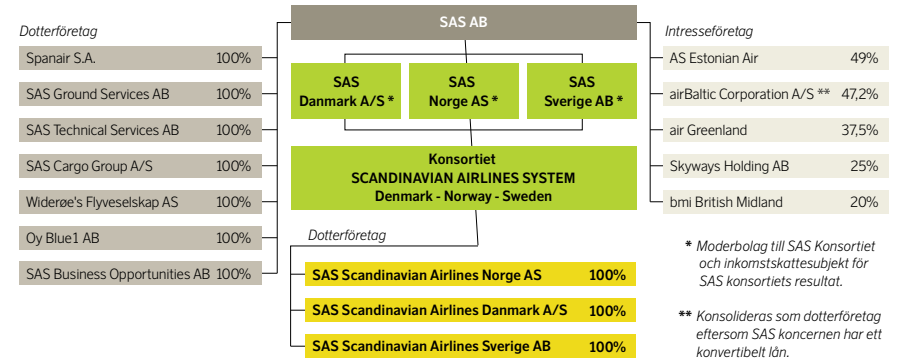 SAS AB
Dotterföretag
Spanair S.A. 100%
SAS Ground Services AB 100%
SAS Technical Services AB 100%
SAS Cargo Group A/S 100%
Widerøe's Flyveselskap AS 100%
Oy Blue1 AB 100%
SAS Business Opportunities AB 100%
SAS
Danmark A/S *
SAS
Norge AS *
SAS
Sverige AB *
Konsortiet
SCANDINAVIAN AIRLINES SYSTEM
Denmark - Norway - Sweden
Dotterföretag
SAS Scandinavian Airlines Norge AS 100%
SAS Scandinavian Airlines Danmark A/S 100%
SAS Scandinavian Airlines Sverige AB 100%
Intresseföretag
AS Estonian Air 49%
airBaltic Corporation A/S ** 47,2%
air Greenland 37,5%
Skyways Holding AB 25%
bmi British Midland 20%
* Moderbolag till SAS Konsortiet
och inkomstskattesubjekt för
SAS konsortiets resultat.
** Konsolideras som dotterföretag
eftersom SAS koncernen har ett
konvertibelt lån.